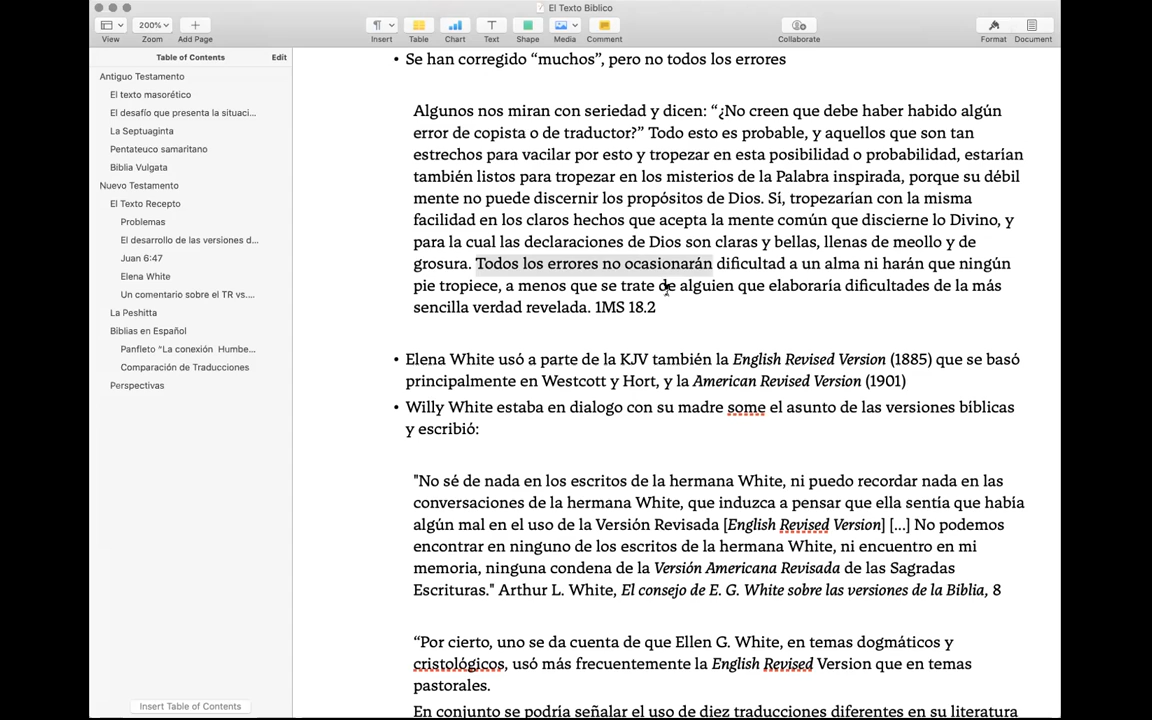 El Texto Biblico
200%
View
Zoom
Add Page
Insert
Table
Chart
Text
Shape
Media
Comment
Collaborate
Format
Document
Table of Contents
Edit
Antiguo Testamento
El texto masorético
El desafío que presenta la situaci...
La Septuaginta
Pentateuco samaritano
Biblia Vulgata
Nuevo Testamento
El Texto Recepto
Problemas
El desarrollo de las versiones d...
Juan 6:47
Elena White
Un comentario sobre el TR vs....
La Peshitta
Biblias en Español
Panfleto “La conexión Humbe...
Comparación de Traducciones
Perspectivas
Insert Table of Contents
• Se han corregido “muchos”, pero no todos los errores
Algunos nos miran con seriedad y dicen: “¿No creen que debe haber habido algún
error de copista o de traductor?” Todo esto es probable, y aquellos que son tan
estrechos para vacilar por esto y tropezar en esta posibilidad o probabilidad, estarían
también listos para tropezar en los misterios de la Palabra inspirada, porque su débil
mente no puede discernir los propósitos de Dios. Sí, tropezarían con la misma
facilidad en los claros hechos que acepta la mente común que discierne lo Divino, y
para la cual las declaraciones de Dios son claras y bellas, llenas de meollo y de
grosura. Todos los errores no ocasionarán dificultad a un alma ni harán que ningún
pie tropiece, a menos que se trate de alguien que elaboraría dificultades de la más
sencilla verdad revelada. 1MS 18.2
• Elena White usó a parte de la KJV también la English Revised Version (1885) que se basó
principalmente en Westcott y Hort, y la American Revised Version (1901)
• Willy White estaba en dialogo con su madre some el asunto de las versiones bíblicas
y escribió:
"No sé de nada en los escritos de la hermana White, ni puedo recordar nada en las
conversaciones de la hermana White, que induzca a pensar que ella sentía que había
algún mal en el uso de la Versión Revisada [English Revised Version] [...] No podemos
encontrar en ninguno de los escritos de la hermana White, ni encuentro en mi
memoria, ninguna condena de la Versión Americana Revisada de las Sagradas
Escrituras." Arthur L. White, El consejo de E. G. White sobre las versiones de la Biblia, 8
“Por cierto, uno se da cuenta de que Ellen G. White, en temas dogmáticos y
cristológicos, usó más frecuentemente la English Revised Version que en temas
pastorales.
En conjunto se podría señalar el uso de diez traducciones diferentes en su literatura